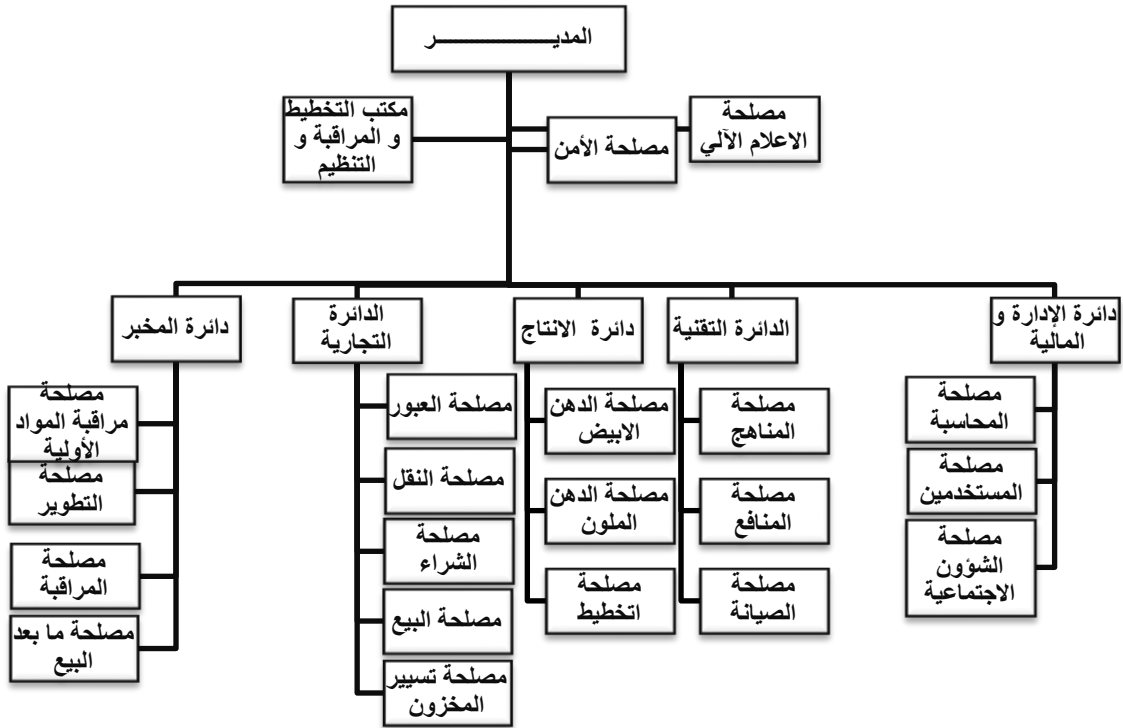 المديـــــــــــــــر
مكتب التخطيط
و المراقبة و
التنظيم
مصلحة الأمن
مصلحة
الاعلام الآلي
دائرة الإدارة و
المالية
الدائرة التقنية
دائرة الانتاج
الدائرة
التجارية
دائرة المخبر
مصلحة
المحاسبة
مصلحة
المستخدمين
مصلحة
الشؤون
الاجتماعية
مصلحة
المناهج
مصلحة
المنافع
مصلحة
الصيانة
مصلحة الدهن
الابيض
مصلحة الدهن
الملون
مصلحة
اتخطيط
مصلحة العبور
مصلحة النقل
مصلحة
الشراء
مصلحة البيع
مصلحة تسيير
المخزون
مصلحة
مراقبة المواد
الأولية
مصلحة
التطوير
مصلحة
المراقبة
مصلحة ما بعد
البيع